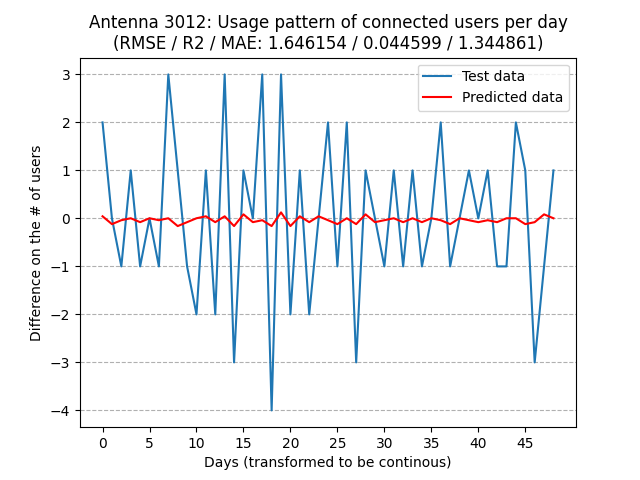 Antenna 3012: Usage pattern of connected users per day
(RMSE / R2 / MAE: 1.646154 / 0.044599 / 1.344861)
Test data
Predicted data
3
2
1
0
−1
−2
−3
−4
Difference on the # of users
0 5 10 15 20 25 30 35 40 45
Days (transformed to be continous)